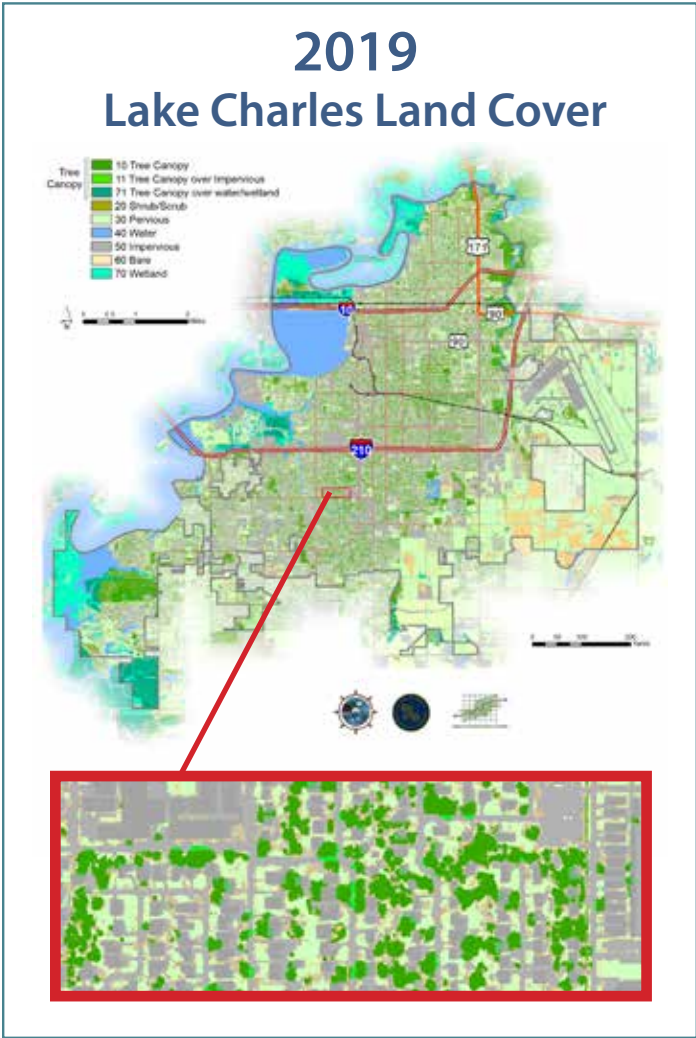 2019
Lake Charles Land Cover
Tree
Canopy
10 Tree Canopy
11 Tree Canopy over Impervious
71 Tree Canopy over water/wetland
20 Shrub/Scrub
30 Pervious
40 Water
50 Impervious
60 Bare
70 Wetland
171
10
90
90
210